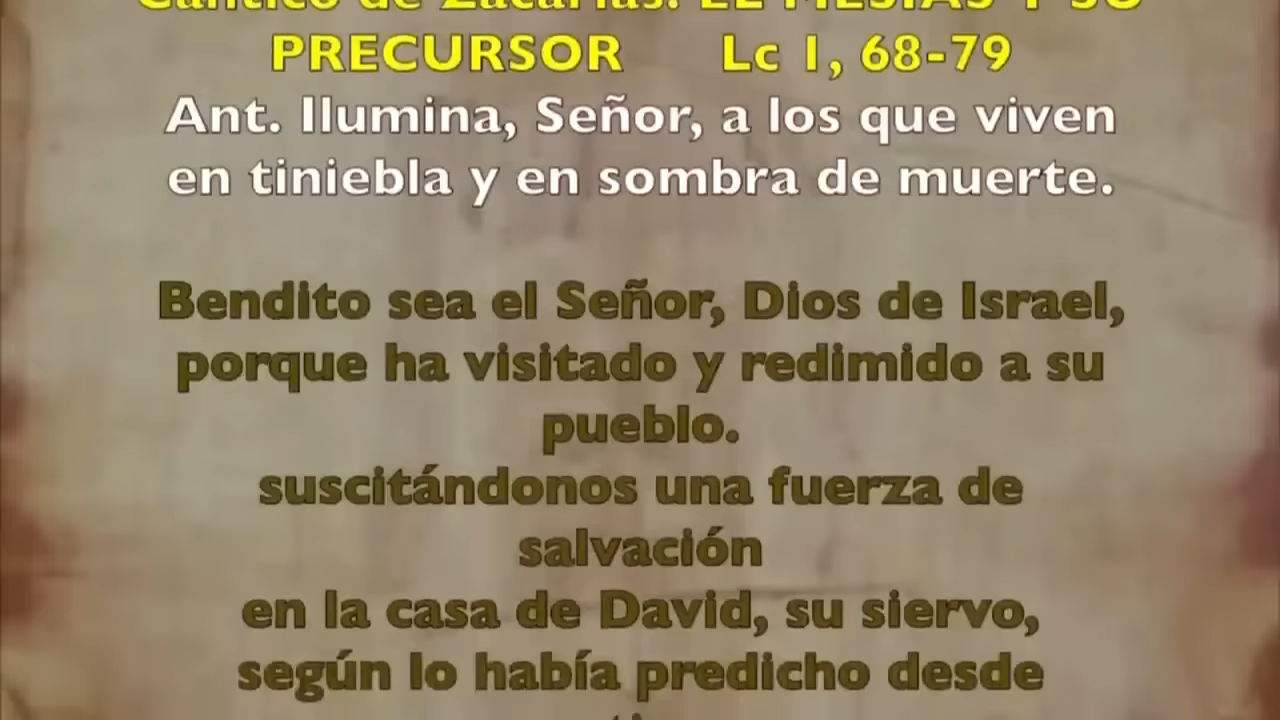 Cántico de Zacarías. EL MESÍAS Y SU
PRECURSOR Lc 1, 68-79
Ant. Ilumina, Señor, a los que viven
en tiniebla y en sombra de muerte.
Bendito sea el Señor, Dios de Israel,
porque ha visitado y redimido a su
pueblo.
suscitándonos una fuerza de
salvación
en la casa de David, su siervo,
según lo había predicho desde